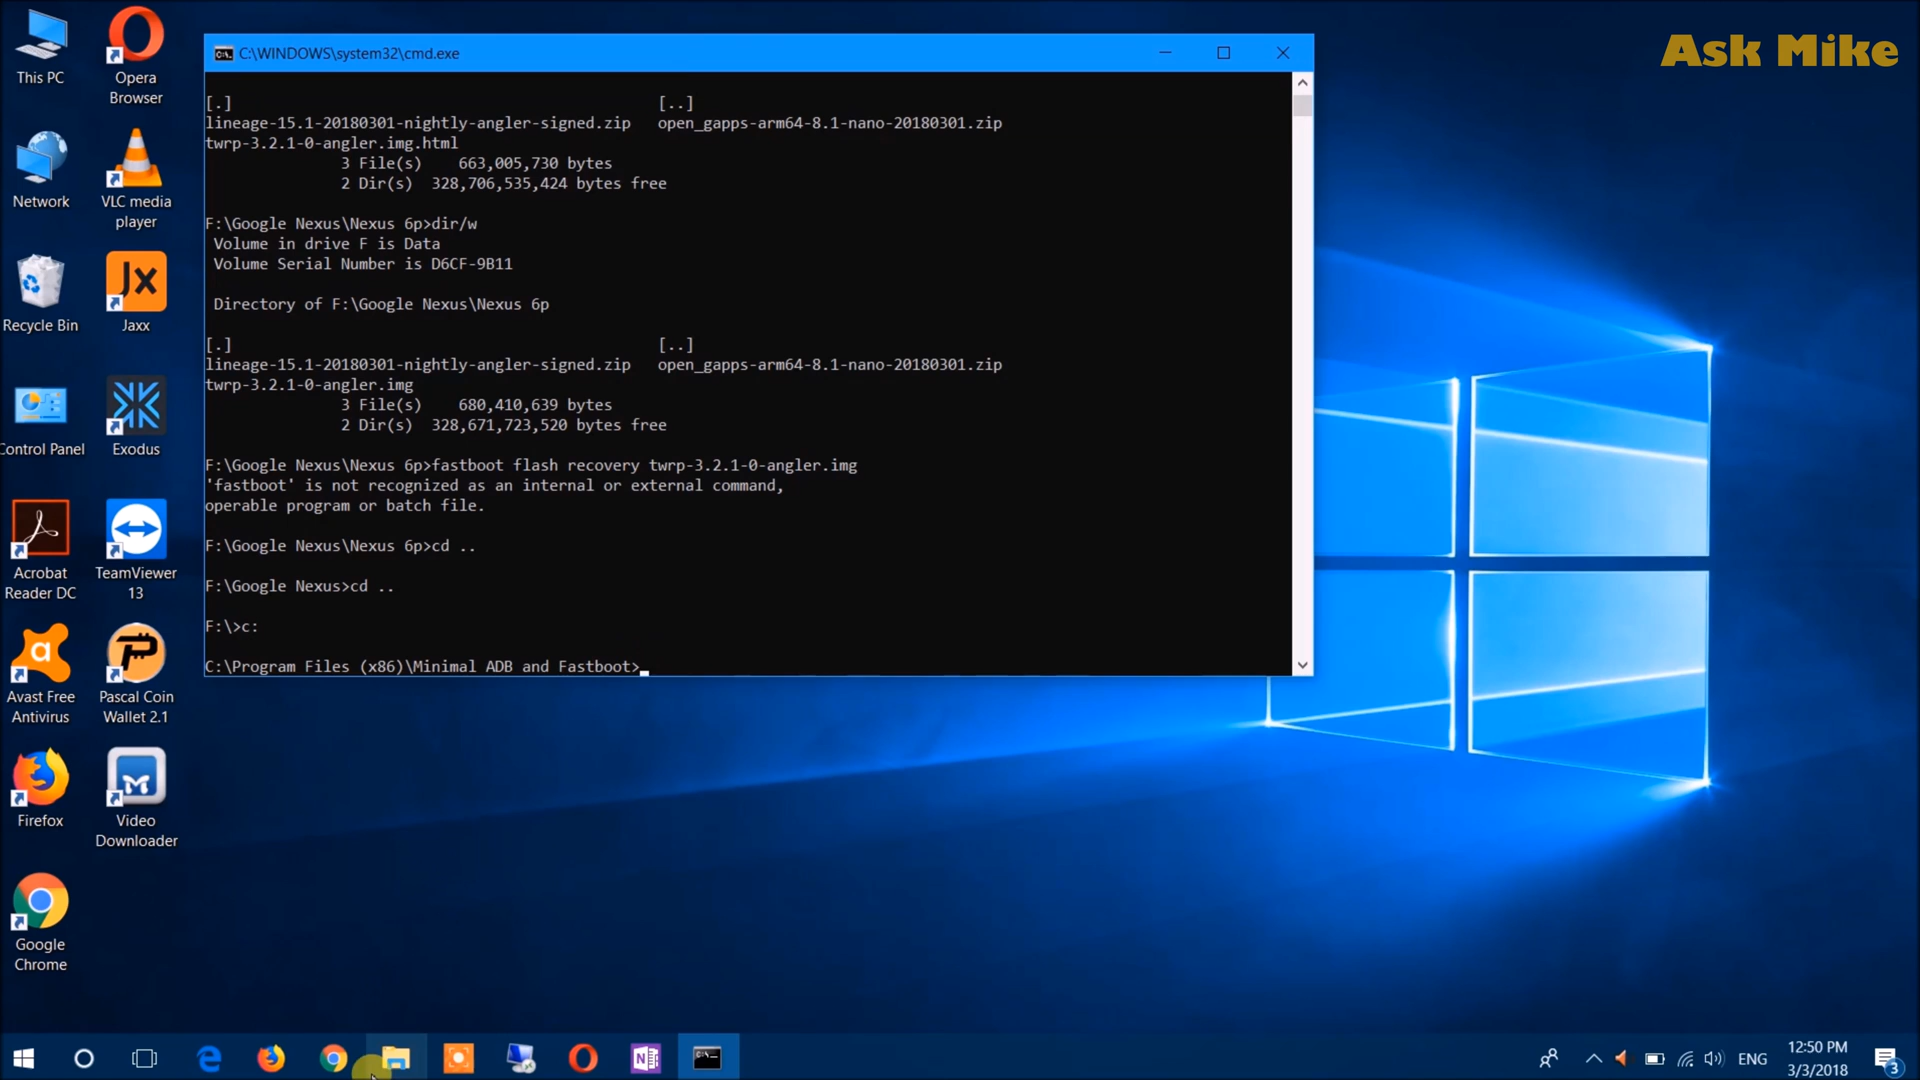 Ask Mike
This PC
Opera
Browser
Network
VLC media
player
Recycle Bin
Jx
Jaxx
Control Panel
Exodus
Acrobat
Reader DC
TeamViewer
13
Avast Free
Antivirus
Pascal Coin
Wallet 2.1
Firefox
Video
Downloader
Google
Chrome
C:\WINDOWS\system32\cmd.exe
[.] [..]
lineage-15.1-20180301-nightly-angler-signed.zip open_gapps-arm64-8.1-nano-20180301.zip
twrp-3.2.1-0-angler.img.html
3 File(s) 663,005,730 bytes
2 Dir(s) 328,706,535,424 bytes free
F:\Google Nexus\Nexus 6p>dir/w
Volume in drive F is Data
Volume Serial Number is D6CF-9B11
Directory of F:\Google Nexus\Nexus 6p
[.] [..]
lineage-15.1-20180301-nightly-angler-signed.zip open_gapps-arm64-8.1-nano-20180301.zip
twrp-3.2.1-0-angler.img
3 File(s) 680,410,639 bytes
2 Dir(s) 328,671,723,520 bytes free
F:\Google Nexus\Nexus 6p>fastboot flash recovery twrp-3.2.1-0-angler.img
'fastboot' is not recognized as an internal or external command,
operable program or batch file.
F:\Google Nexus\Nexus 6p>cd ..
F:\Google Nexus>cd ..
F:\>c:
C:\Program Files (x86)\Minimal ADB and Fastboot>_
ENG
12:50 PM
3/3/2018
3